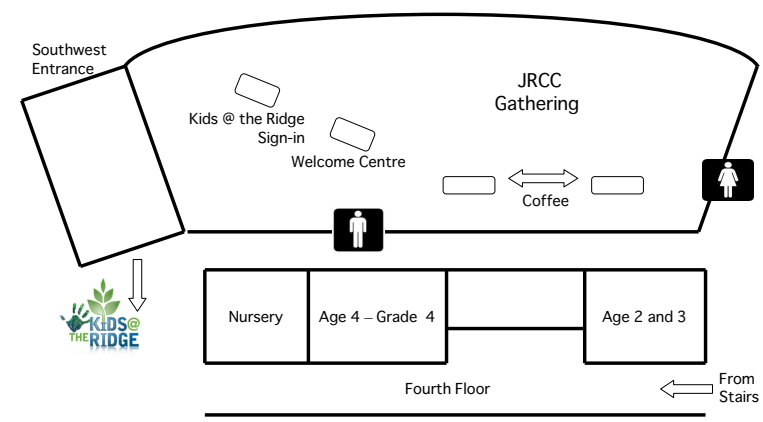 Southwest
Entrance
JRCC
Gathering
Kids @ the Ridge
Sign-in
Welcome Centre
Coffee
KIDS@
THE RIDGE
Nursery
Age 4 – Grade 4
Age 2 and 3
Fourth Floor
From
Stairs